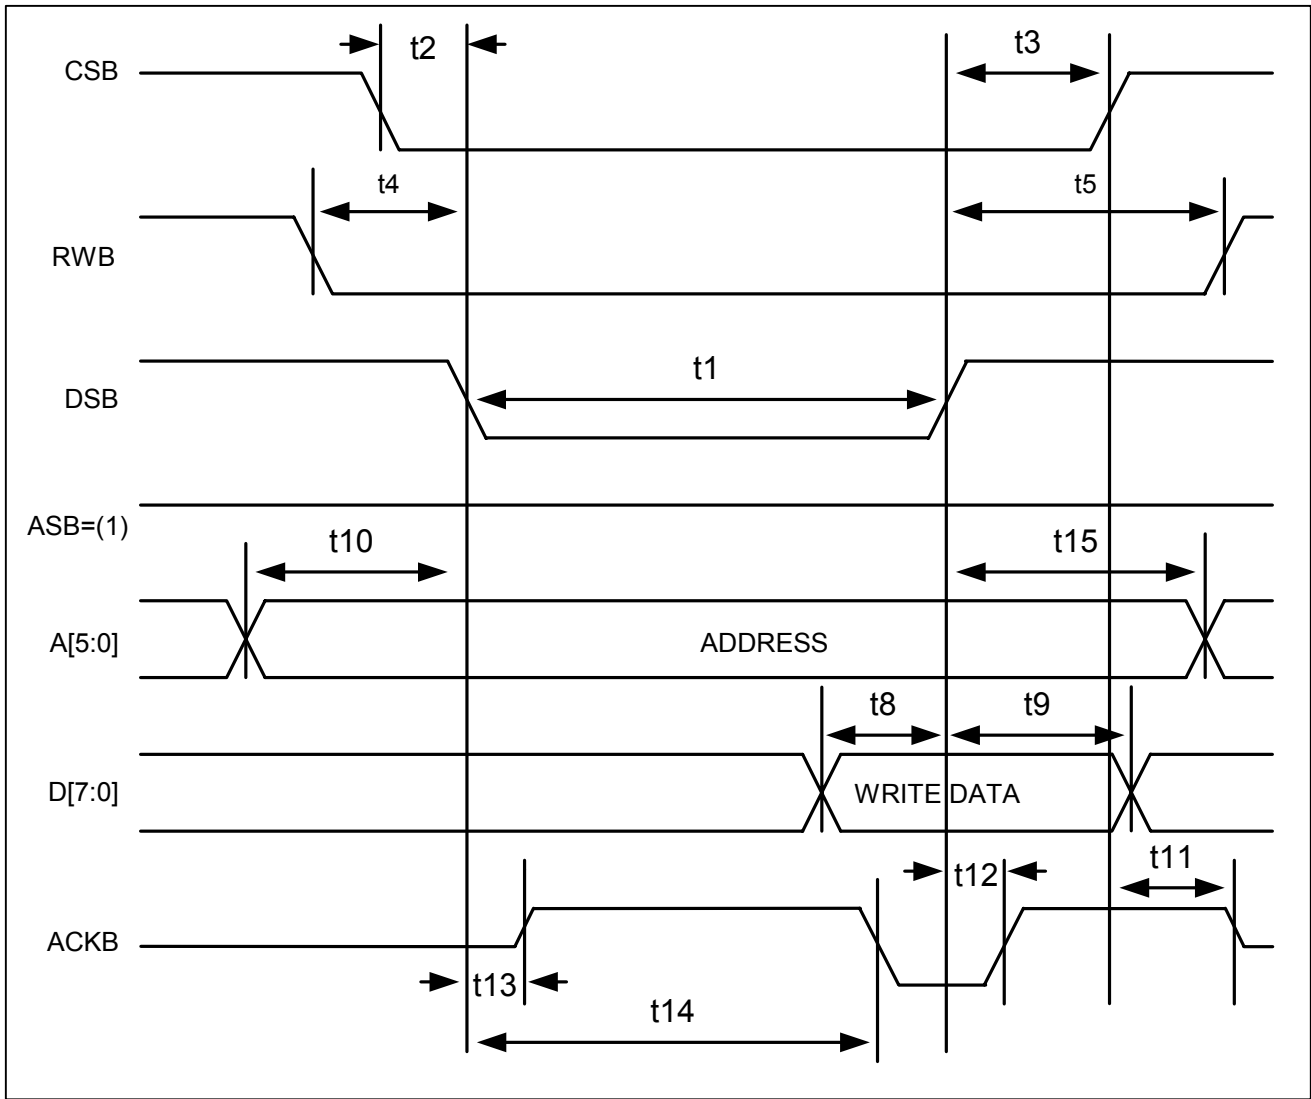 t2
t3
CSB
t4
t5
RWB
t1
DSB
ASB=(1)
t10
t15
A[5:0]
ADDRESS
t8
t9
D[7:0]
WRITE DATA
t12
t11
ACKB
t13
t14